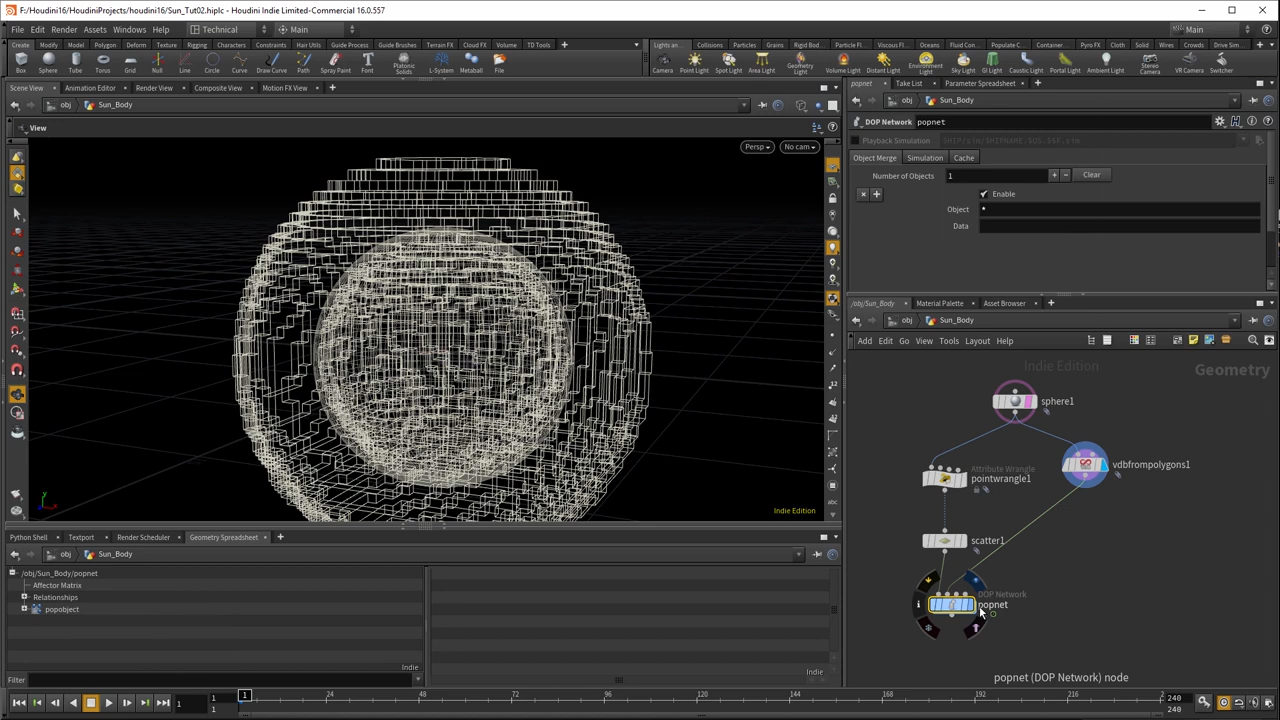 F:/Houdini16/HoudiniProjects/houdini16/Sun_Tut02.hiplc - Houdini Indie Limited-Commercial 16.0.557
File Edit Render Assets Windows Help Technical Main Main
Create Modify Model Polygon Deform Texture Rigging Characters Constraints Hair Utils Guide Process Guide Brushes Terrain FX Cloud FX Volume TD Tools
Lights an... Collisions Particles Grains Rigid Bod... Particle Fl... Viscous Fl... Oceans Fluid Con... Populate C... Container... Pyro FX Cloth Solid Wires Crowds Drive Sim...
Box Sphere Tube Torus Grid Null Line Circle Curve Draw Curve Path Spray Paint Font Platonic Solids L-System Metaball File
Camera Point Light Spot Light Area Light Geometry Light Volume Light Distant Light Environment Light Sky Light GI Light Caustic Light Portal Light Ambient Light Stereo Camera VR Camera Switcher
Scene View Animation Editor Render View Composite View Motion FX View
obj Sun_Body
View
Persp No cam
Indie Edition
popnet Take List Parameter Spreadsheet
obj Sun_Body
DOP Network popnet
Playback Simulation
Object Merge Simulation Cache
Number of Objects 1 Clear
Enable
Object *
Data
/obj/Sun_Body Material Palette Asset Browser
obj Sun_Body
Add Edit Go View Tools Layout Help
Indie Edition
Geometry
sphere1
vdbfrompolygons1
Attribute Wrangle
pointwrangle1
scatter1
DOP Network
popnet
popnet (DOP Network) node
Python Shell Textport Render Scheduler Geometry Spreadsheet
obj Sun_Body
/obj/Sun_Body/popnet
Affector Matrix
Relationships
popobject
Indie
Indie
Filter
1 1 1 1 24 48 72 96 120 144 168 192 216 240 240